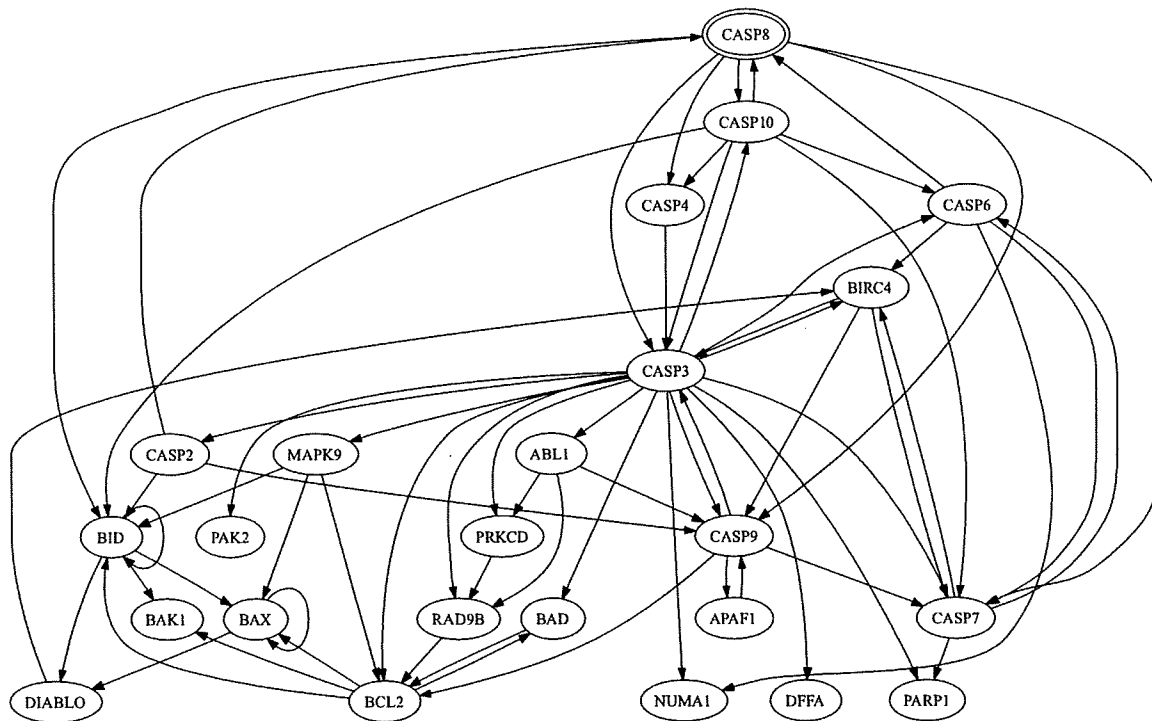 CASP8
CASP10
CASP4
CASP6
BIRC4
CASP3
CASP2
MAPK9
ABL1
BID
PAK2
PRKCD
CASP9
BAK1
BAX
RAD9B
BAD
APAF1
CASP7
DIABLO
BCL2
NUMA1
DFFA
PARP1